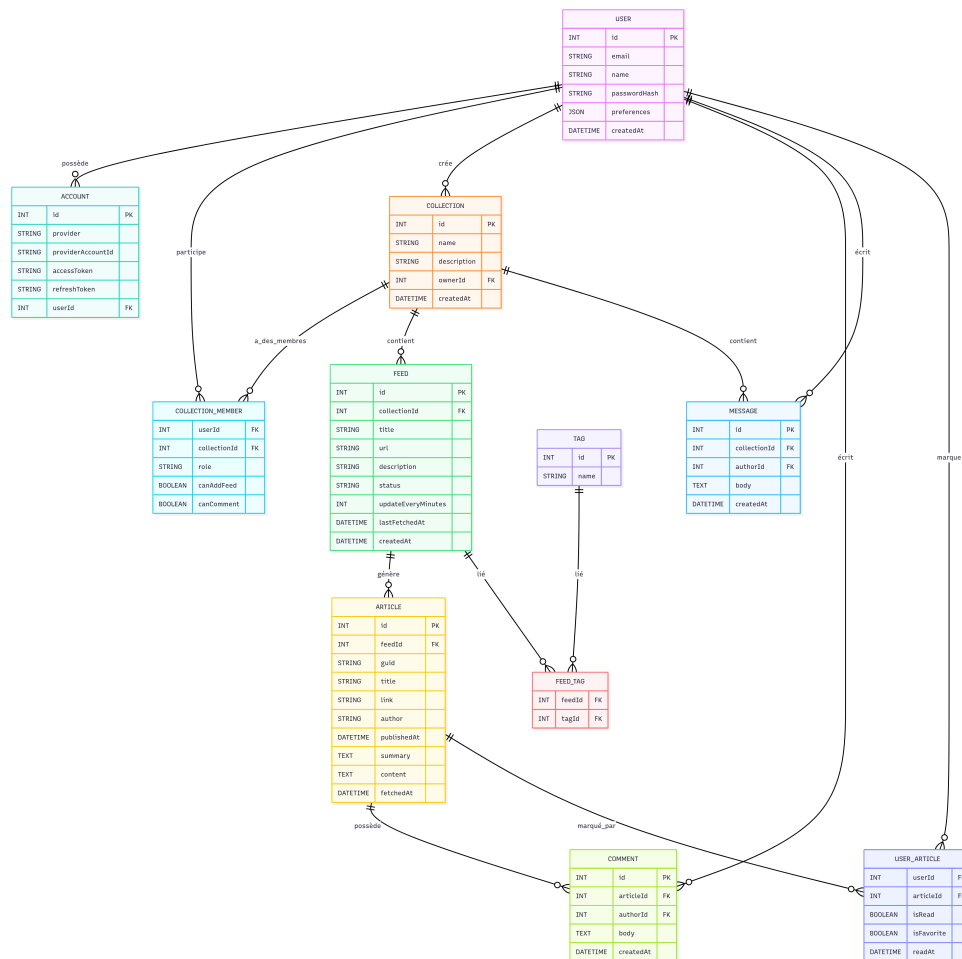 USER
INT id PK
STRING email
STRING name
STRING passwordHash
JSON preferences
DATETIME createdAt
possède
crée
participe
écrit
écrit
marque
ACCOUNT
INT id PK
STRING provider
STRING providerAccountId
STRING accessToken
STRING refreshToken
INT userId FK
COLLECTION
INT id PK
STRING name
STRING description
INT ownerId FK
DATETIME createdAt
a_des_membres
contient
contient
COLLECTION_MEMBER
INT userId FK
INT collectionId FK
STRING role
BOOLEAN canAddFeed
BOOLEAN canComment
FEED
INT id PK
INT collectionId FK
STRING title
STRING url
STRING description
STRING status
INT updateEveryMinutes
DATETIME lastFetchedAt
DATETIME createdAt
TAG
INT id PK
STRING name
MESSAGE
INT id PK
INT collectionId FK
INT authorId FK
TEXT body
DATETIME createdAt
génère
lié
lié
ARTICLE
INT id PK
INT feedId FK
STRING guid
STRING title
STRING link
STRING author
DATETIME publishedAt
TEXT summary
TEXT content
DATETIME fetchedAt
FEED_TAG
INT feedId FK
INT tagId FK
possède
marqué_par
COMMENT
INT id PK
INT articleId FK
INT authorId FK
TEXT body
DATETIME createdAt
USER_ARTICLE
INT userId
INT articleId
BOOLEAN isRead
BOOLEAN isFavorite
DATETIME readAt